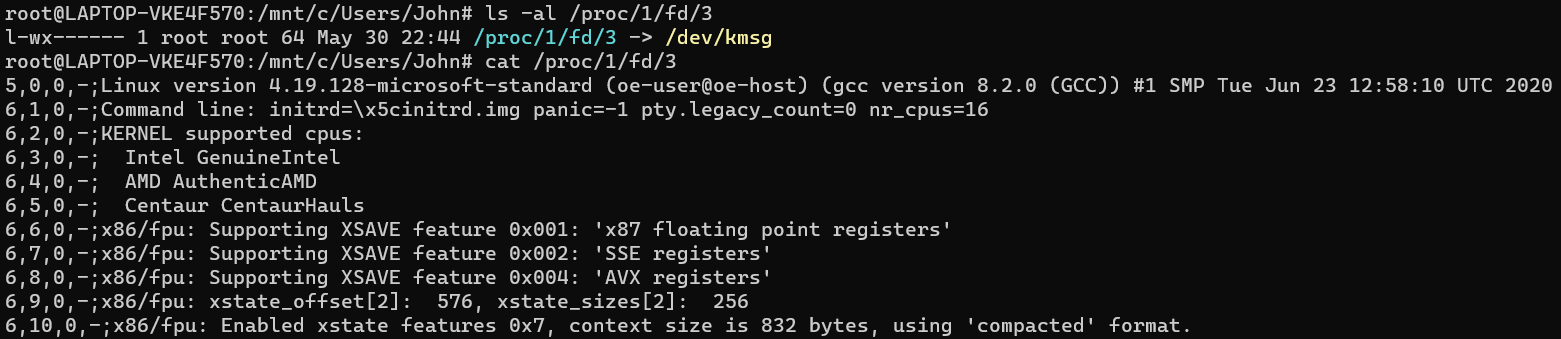 root@LAPTOP-VKE4F570:/mnt/c/Users/John# ls -al /proc/1/fd/3
l-wx------ 1 root root 64 May 30 22:44 /proc/1/fd/3 -> /dev/kmsg
root@LAPTOP-VKE4F570:/mnt/c/Users/John# cat /proc/1/fd/3
5,0,0,-;Linux version 4.19.128-microsoft-standard (oe-user@oe-host) (gcc version 8.2.0 (GCC)) #1 SMP Tue Jun 23 12:58:10 UTC 2020
6,1,0,-;Command line: initrd=\x5cinitrd.img panic=-1 pty.legacy_count=0 nr_cpus=16
6,2,0,-;KERNEL supported cpus:
6,3,0,-;  Intel GenuineIntel
6,4,0,-;  AMD AuthenticAMD
6,5,0,-;  Centaur CentaurHauls
6,6,0,-;x86/fpu: Supporting XSAVE feature 0x001: 'x87 floating point registers'
6,7,0,-;x86/fpu: Supporting XSAVE feature 0x002: 'SSE registers'
6,8,0,-;x86/fpu: Supporting XSAVE feature 0x004: 'AVX registers'
6,9,0,-;x86/fpu: xstate_offset[2]:  576, xstate_sizes[2]:  256
6,10,0,-;x86/fpu: Enabled xstate features 0x7, context size is 832 bytes, using 'compacted' format.